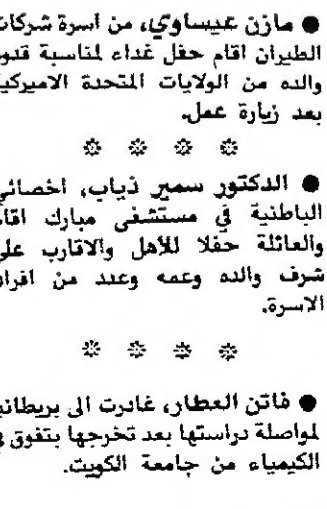 ● مازن عيساوي، من اسرة شركات
الطيران اقام حفل غداء لمناسبة قدوم
والده من الولايات المتحدة الاميركية
بعد زيارة عمل.
● الدكتور سمير ذياب، اخصائي
الباطنية في مستشفى مبارك اقام
والعائلة حفلا للأهل والاقارب على
شرف والده وعمه وعدد من افراد
الاسرة.
● فاتن العطار، غادرت الى بريطانيا
لمواصلة دراستها بعد تخرجها بتفوق في
الكيمياء من جامعة الكويت.